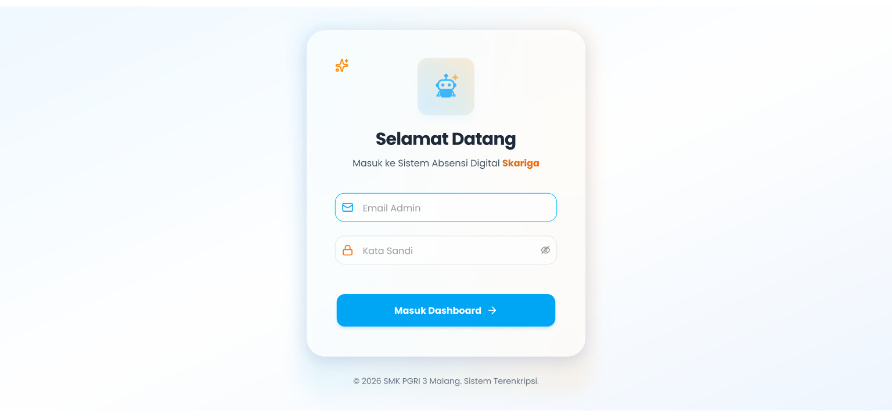 Selamat Datang
Masuk ke Sistem Absensi Digital Skariga
Email Admin
Kata Sandi
Masuk Dashboard
© 2026 SMK PGRI 3 Malang. Sistem Terenkripsi.